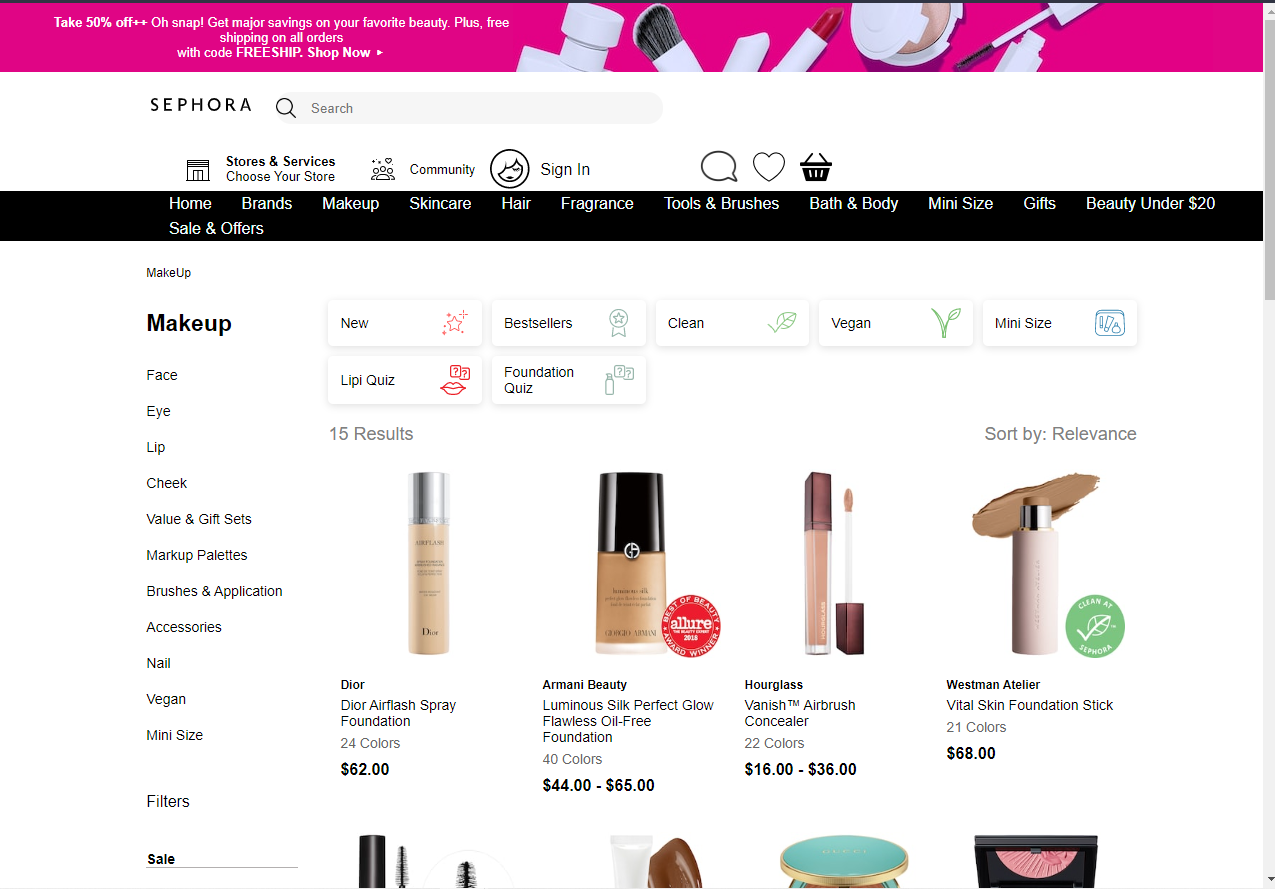 Take 50% off++ Oh snap! Get major savings on your favorite beauty. Plus, free
shipping on all orders
with code FREESHIP. Shop Now ▸
SEPHORA
Search
Stores & Services
Choose Your Store
Community
Sign In
Home Brands Makeup Skincare Hair Fragrance Tools & Brushes Bath & Body Mini Size Gifts Beauty Under $20
Sale & Offers
MakeUp
Makeup
Face
Eye
Lip
Cheek
Value & Gift Sets
Markup Palettes
Brushes & Application
Accessories
Nail
Vegan
Mini Size
Filters
Sale
New
Bestsellers
Clean
Vegan
Mini Size
Lipi Quiz
Foundation
Quiz
15 Results
Sort by: Relevance
AIRFLASH
Dior
Dior
Dior Airflash Spray
Foundation
24 Colors
$62.00
luminous silk
GIORGIO ARMANI
BEST OF BEAUTY
allure
THE BEAUTY EXPERT
2018
AWARD WINNER
Armani Beauty
Luminous Silk Perfect Glow
Flawless Oil-Free
Foundation
40 Colors
$44.00 - $65.00
HOURGLASS
Hourglass
Vanish™ Airbrush
Concealer
22 Colors
$16.00 - $36.00
CLEAN AT
SEPHORA
Westman Atelier
Vital Skin Foundation Stick
21 Colors
$68.00
GUCCI